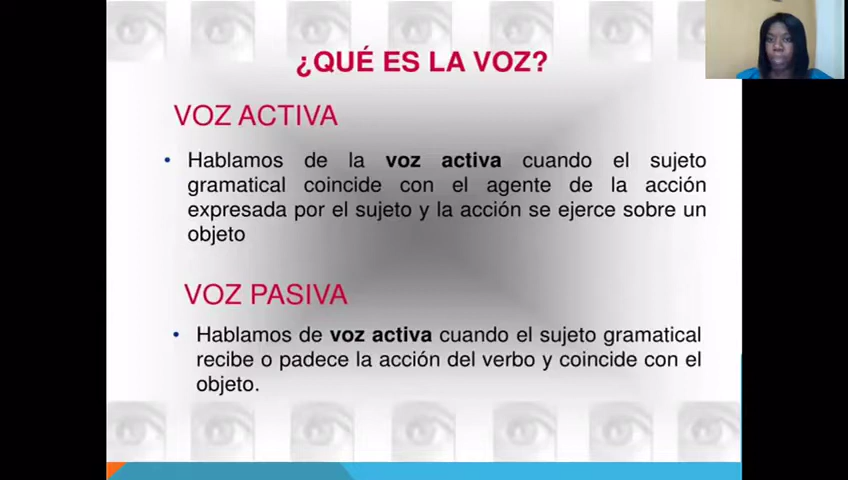 ¿QUÉ ES LA VOZ?
VOZ ACTIVA
• Hablamos de la voz activa cuando el sujeto
gramatical coincide con el agente de la acción
expresada por el sujeto y la acción se ejerce sobre un
objeto
VOZ PASIVA
• Hablamos de voz activa cuando el sujeto gramatical
recibe o padece la acción del verbo y coincide con el
objeto.